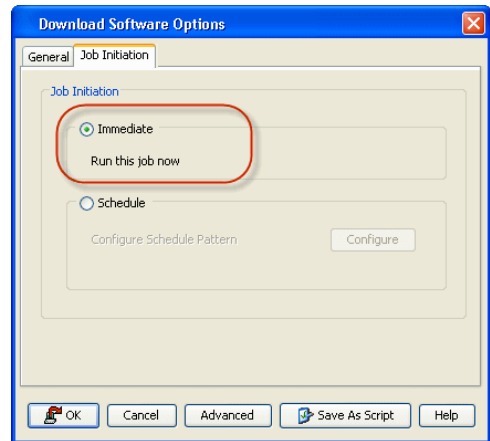 Download Software Options
General Job Initiation
Job Initiation
Immediate
Run this job now
Schedule
Configure Schedule Pattern Configure
OK Cancel Advanced Save As Script Help